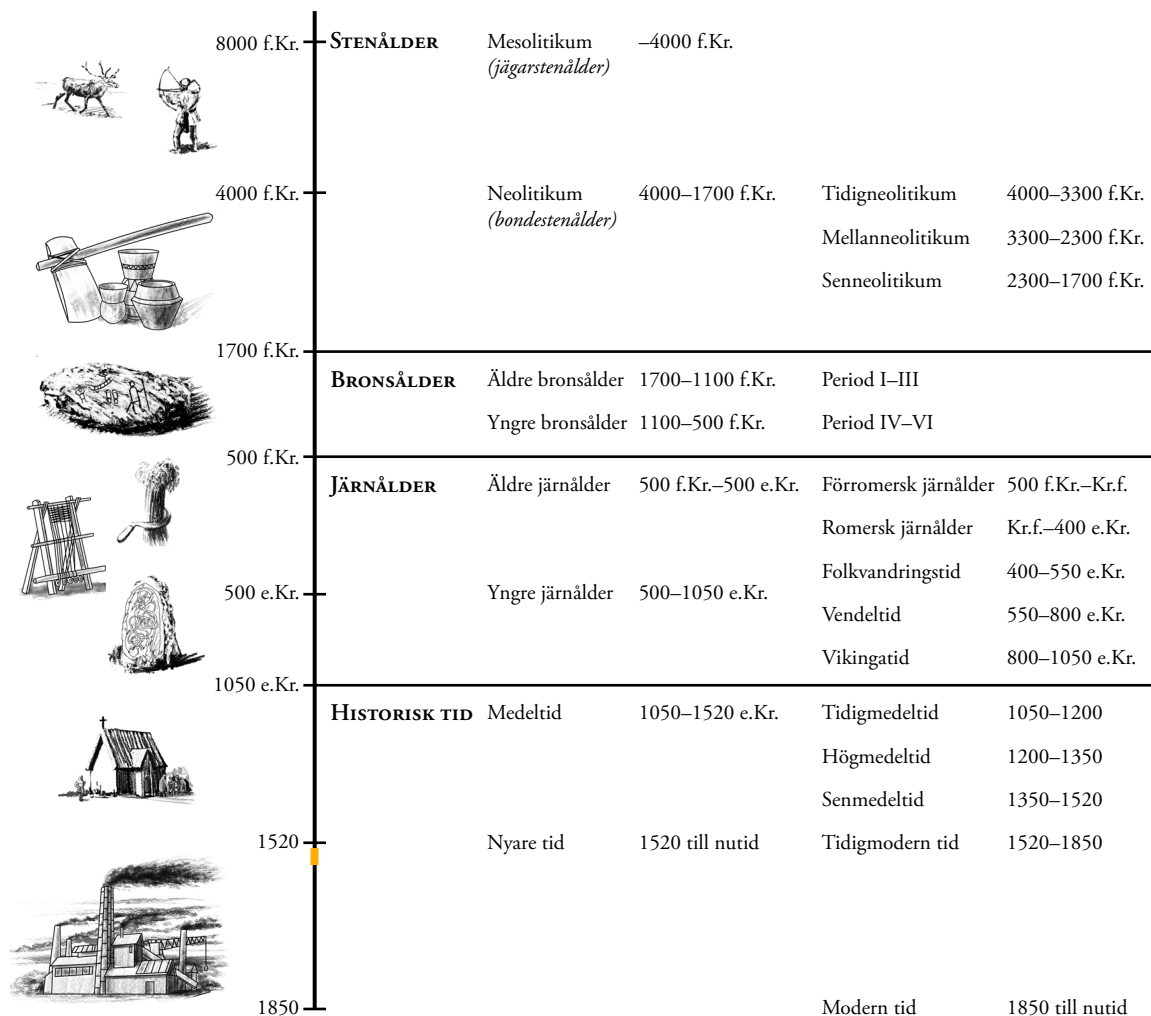 8000 f.Kr. STENÅLDER Mesolitikum –4000 f.Kr.
(jägarstenålder)
4000 f.Kr. Neolitikum 4000–1700 f.Kr. Tidigneolitikum 4000–3300 f.Kr.
(bondestenålder)
Mellanneolitikum 3300–2300 f.Kr.
Senneolitikum 2300–1700 f.Kr.
1700 f.Kr.
BRONSÅLDER Äldre bronsålder 1700–1100 f.Kr. Period I–III
Yngre bronsålder 1100–500 f.Kr. Period IV–VI
500 f.Kr.
JÄRNÅLDER Äldre järnålder 500 f.Kr.–500 e.Kr. Förromersk järnålder 500 f.Kr.–Kr.f.
Romersk järnålder Kr.f.–400 e.Kr.
Folkvandringstid 400–550 e.Kr.
500 e.Kr. Yngre järnålder 500–1050 e.Kr.
Vendeltid 550–800 e.Kr.
Vikingatid 800–1050 e.Kr.
1050 e.Kr.
HISTORISK TID Medeltid 1050–1520 e.Kr. Tidigmedeltid 1050–1200
Högmedeltid 1200–1350
Senmedeltid 1350–1520
1520 Nyare tid 1520 till nutid Tidigmodern tid 1520–1850
1850 Modern tid 1850 till nutid